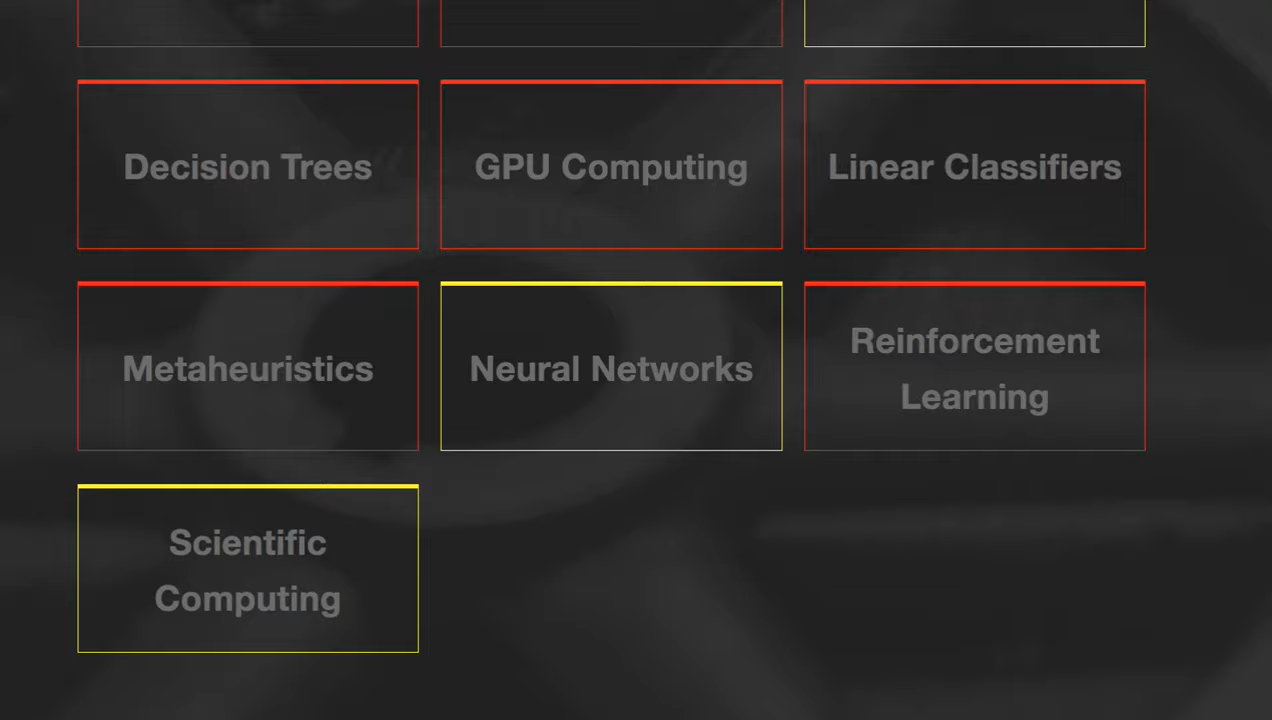 Decision Trees
GPU Computing
Linear Classifiers
Metaheuristics
Neural Networks
Reinforcement
Learning
Scientific
Computing